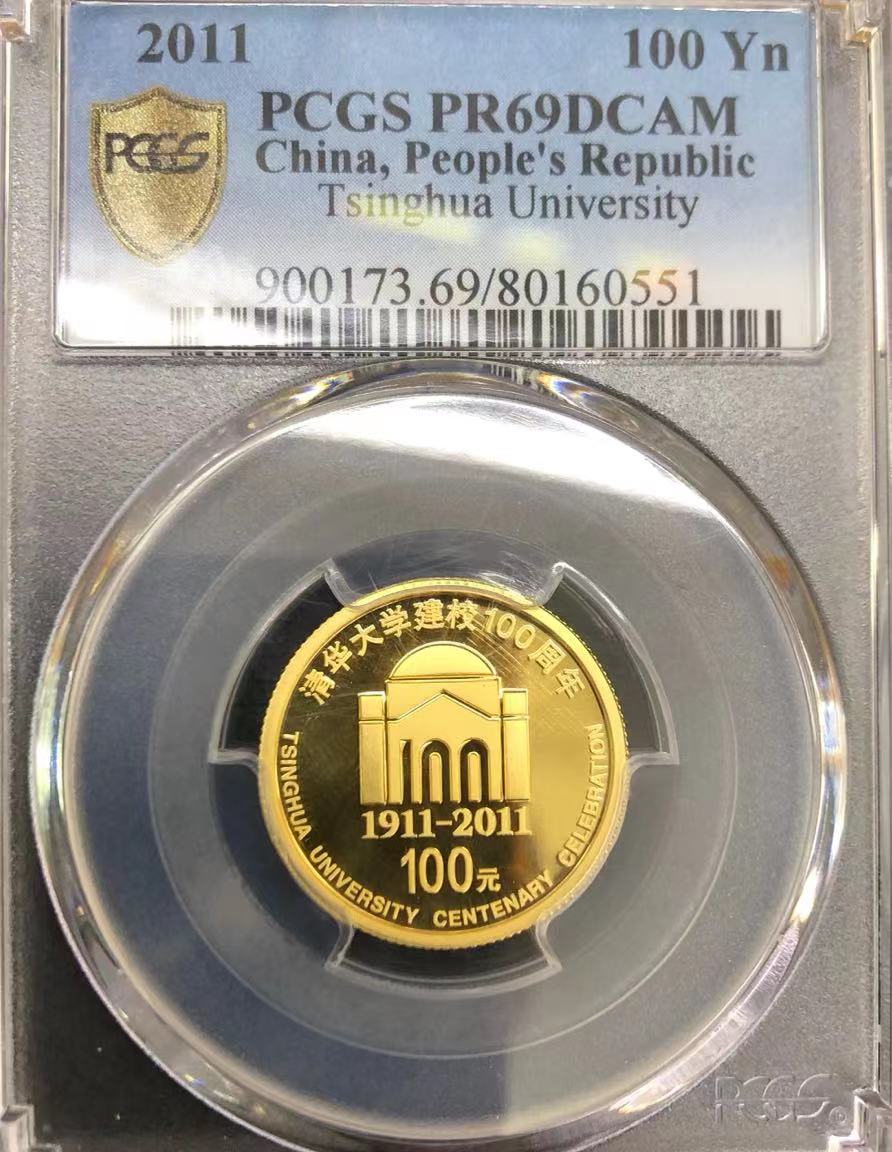 2011 100 Yn
PCGS PR69DCAM
PCGS
China, People's Republic
Tsinghua University
900173.69/80160551
清华大学建校100周年
100
1911-2011
100元
TSINGHUA UNIVERSITY CENTENARY CELEBRATION
PCGS